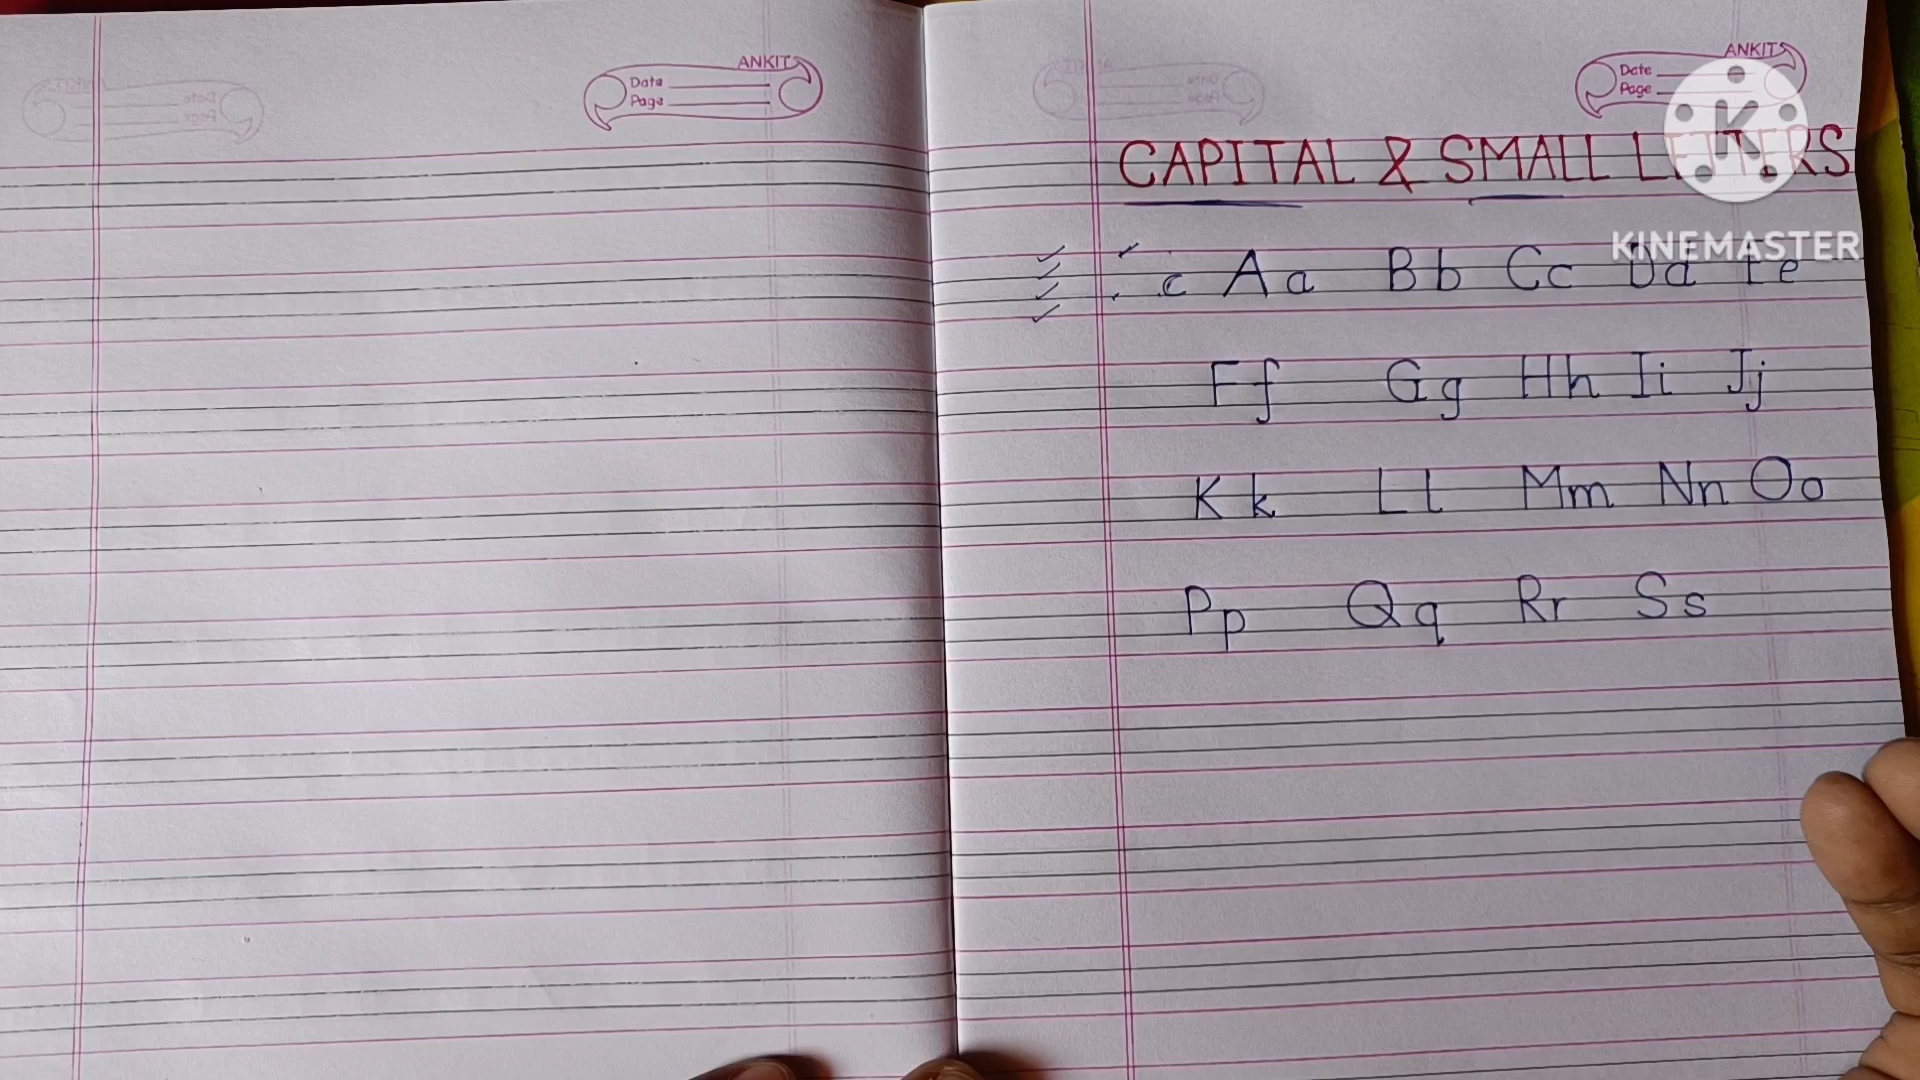 ANKIT
Date
Page
ANKIT
Date
Page
CAPITAL & SMALL LETTERS
KINEMASTER
c Aa Bb Cc Dd Ee
Ff Gg Hh Ii Jj
Kk Ll Mm Nn Oo
Pp Qq Rr Ss